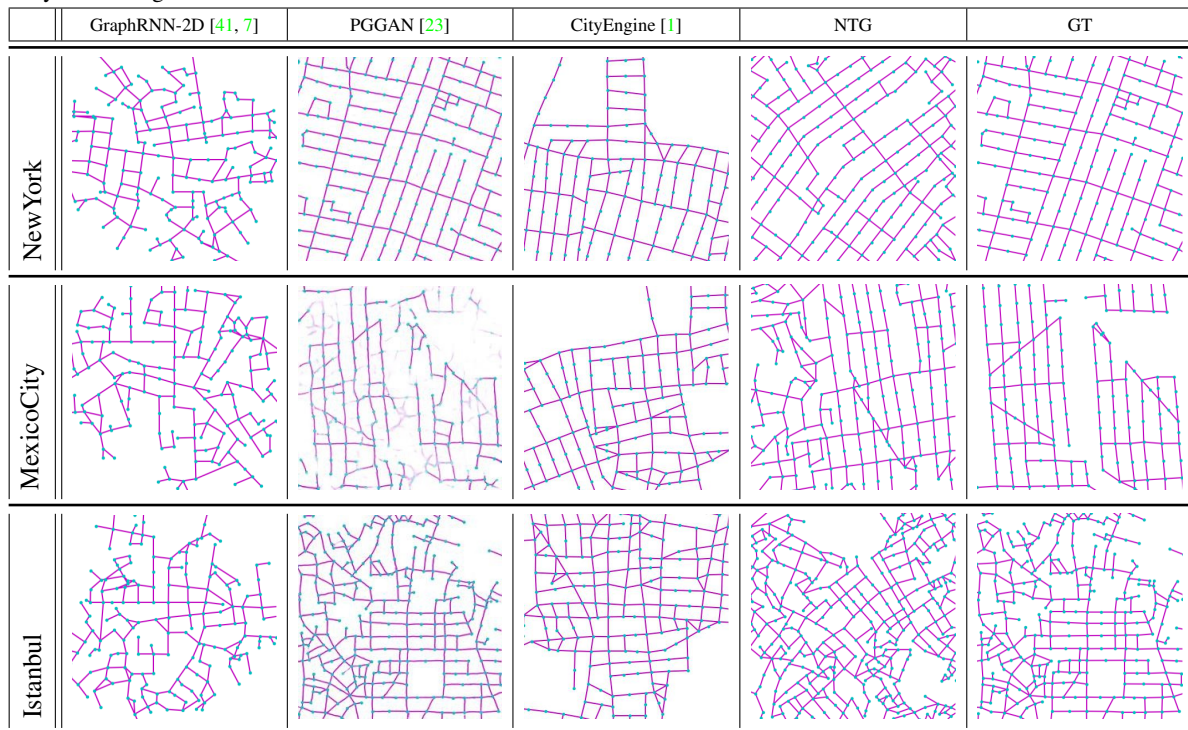 GraphRNN-2D [41, 7] PGGAN [23] CityEngine [1] NTG GT
NewYork
MexicoCity
Istanbul